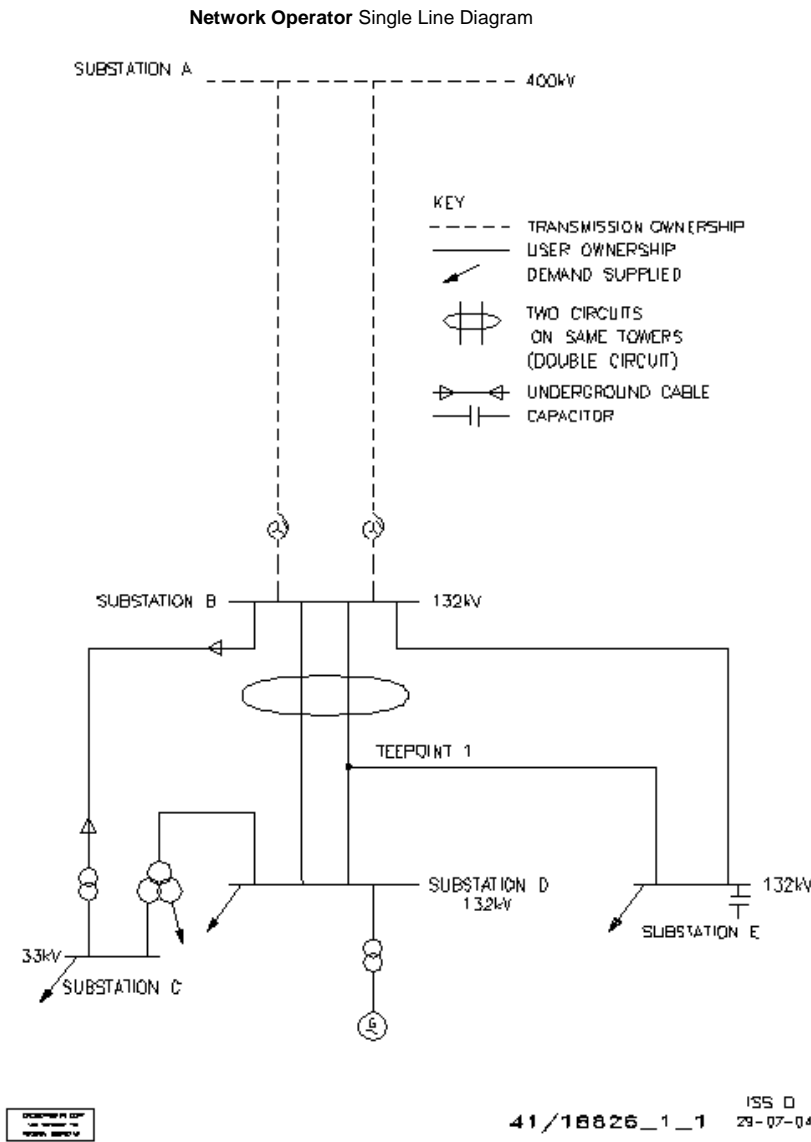 Network Operator Single Line Diagram
SUBSTATION A
400kV
KEY
TRANSMISSION OWNERSHIP
USER OWNERSHIP
DEMAND SUPPLIED
TWO CIRCUITS
ON SAME TOWERS
(DOUBLE CIRCUIT)
UNDERGROUND CABLE
CAPACITOR
SUBSTATION B
132kV
TEEPOINT 1
SUBSTATION D
132kV
132kV
SUBSTATION E
33kV
SUBSTATION C
G
41/18826_1_1
ISS D
29-07-04